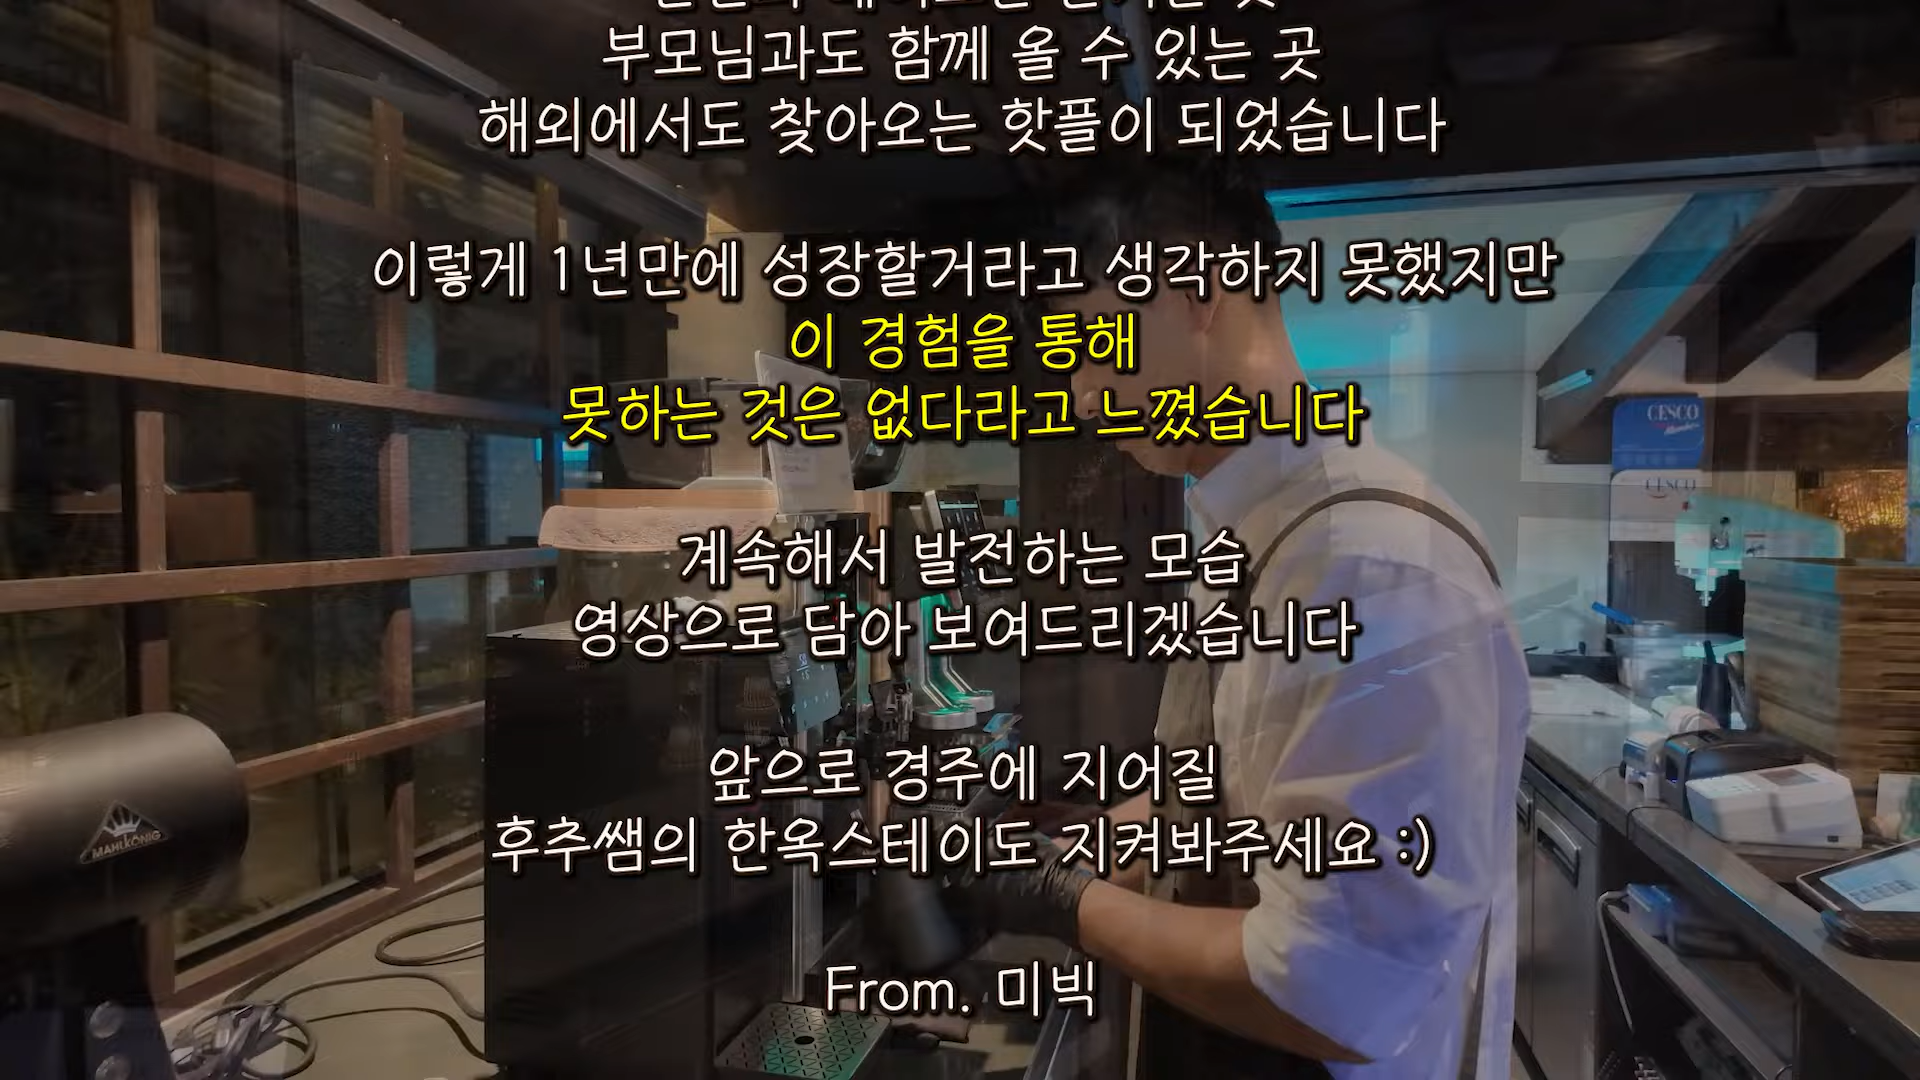 부모님과도 함께 올 수 있는 곳
해외에서도 찾아오는 핫플이 되었습니다
이렇게 1년만에 성장할거라고 생각하지 못했지만
이 경험을 통해
못하는 것은 없다라고 느꼈습니다
CESCO
Member
CESCO
계속해서 발전하는 모습
영상으로 담아 보여드리겠습니다
앞으로 경주에 지어질
후추쌤의 한옥스테이도 지켜봐주세요 :)
MAHLKÖNIG
From. 미빅